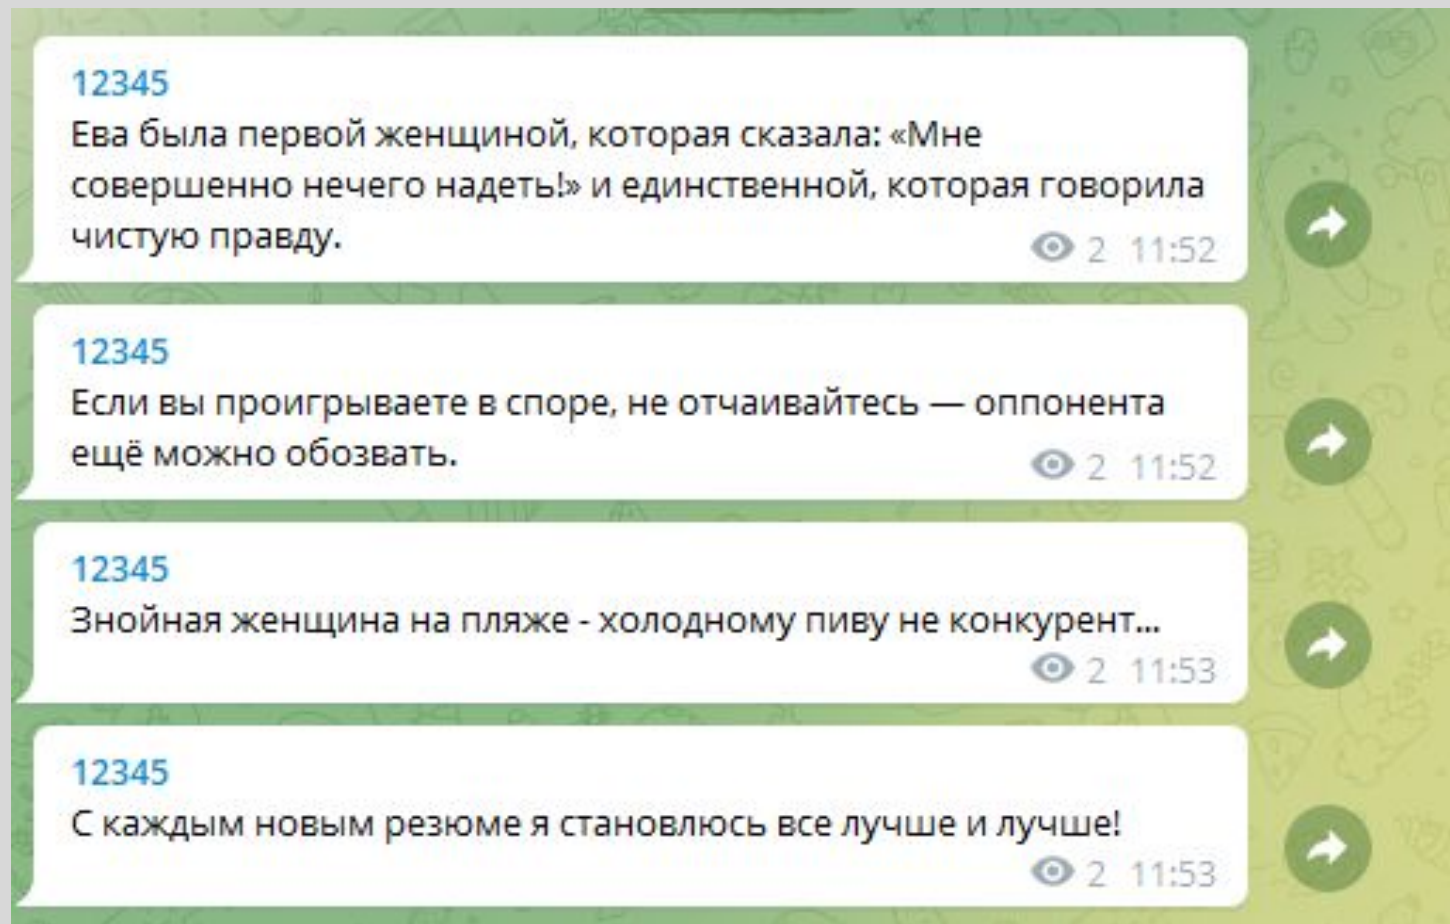 12345
Ева была первой женщиной, которая сказала: «Мне
совершенно нечего надеть!» и единственной, которая говорила
чистую правду.
2 11:52
12345
Если вы проигрываете в споре, не отчаивайтесь — оппонента
ещё можно обозвать.
2 11:52
12345
Знойная женщина на пляже - холодному пиву не конкурент...
2 11:53
12345
С каждым новым резюме я становлюсь все лучше и лучше!
2 11:53